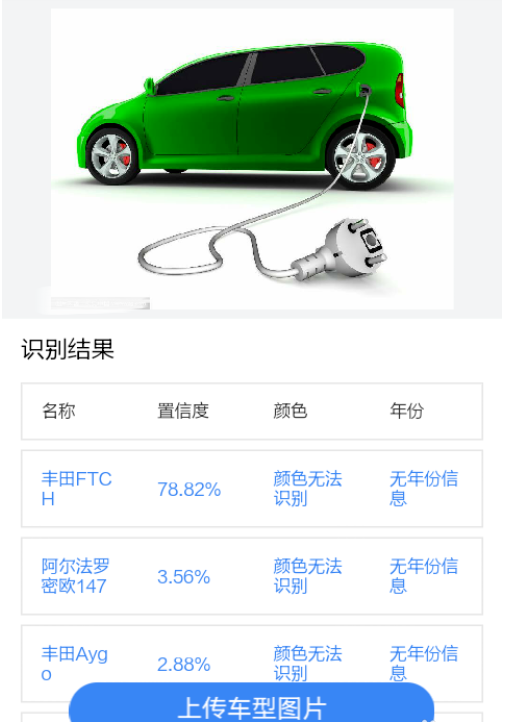 识别结果
名称 置信度 颜色 年份
丰田FTC
H 78.82% 颜色无法
识别 无年份信
息
阿尔法罗
密欧147 3.56% 颜色无法
识别 无年份信
息
丰田Ayg
o 2.88% 颜色无法
识别 无年份信
息
上传车型图片